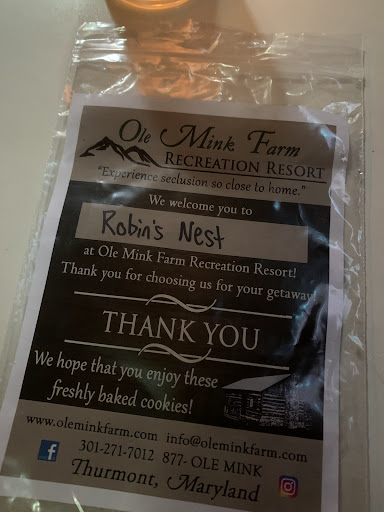 Ole Mink Farm
RECREATION RESORT
"Experience seclusion so close to home."
We welcome you to
Robin's Nest
at Ole Mink Farm Recreation Resort!
Thank you for choosing us for your getaway!
THANK YOU
We hope that you enjoy these
freshly baked cookies!
www.oleminkfarm.com info@oleminkfarm.com
301-271-7012 877- OLE MINK
Thurmont, Maryland